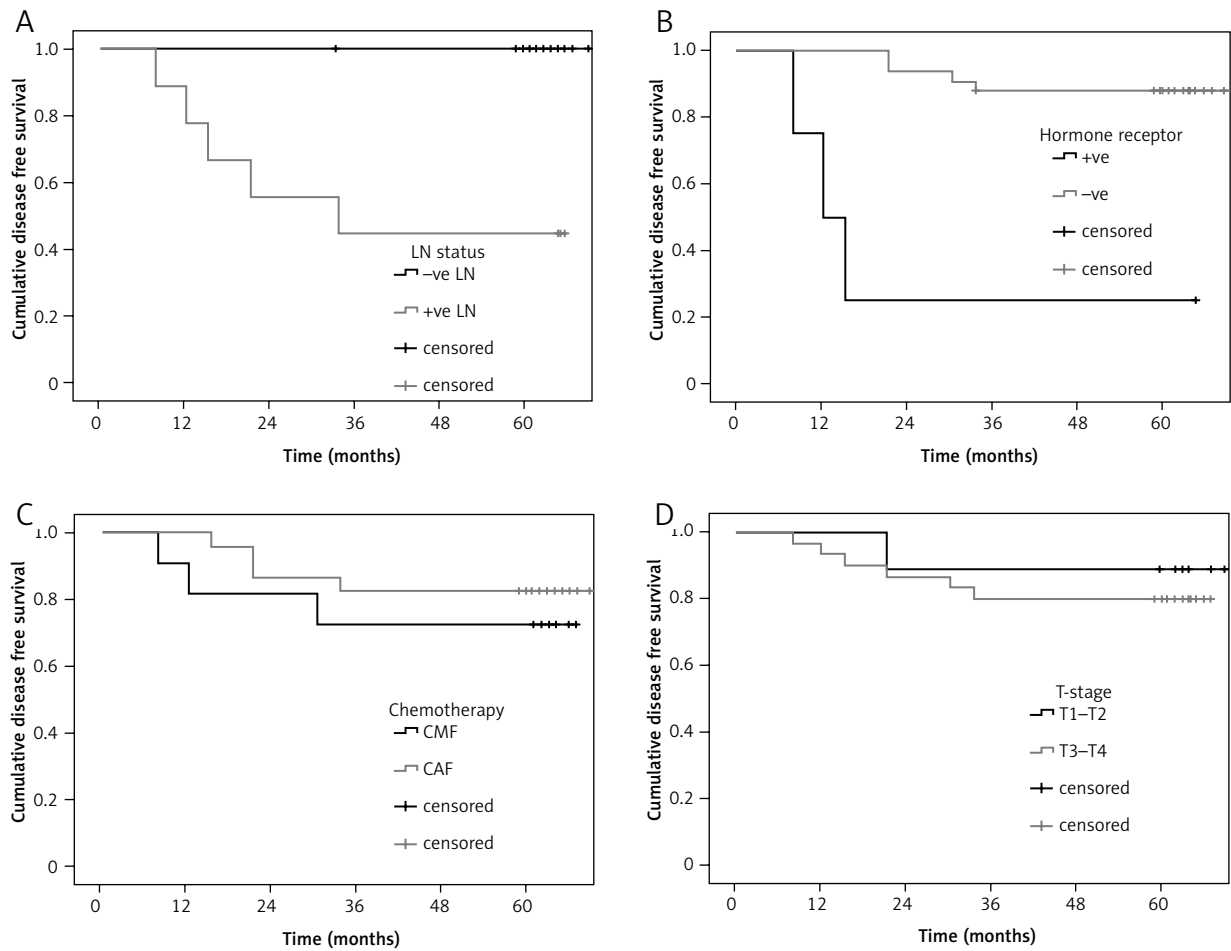 A
Cumulative disease free survival
1.0
0.8
0.6
0.4
0.2
0
LN status
–ve LN
+ve LN
censored
censored
0 12 24 36 48 60
Time (months)
B
Cumulative disease free survival
1.0
0.8
0.6
0.4
0.2
0
Hormone receptor
+ve
–ve
censored
censored
0 12 24 36 48 60
Time (months)
C
Cumulative disease free survival
1.0
0.8
0.6
0.4
0.2
0
Chemotherapy
CMF
CAF
censored
censored
0 12 24 36 48 60
Time (months)
D
Cumulative disease free survival
1.0
0.8
0.6
0.4
0.2
0
T-stage
T1–T2
T3–T4
censored
censored
0 12 24 36 48 60
Time (months)